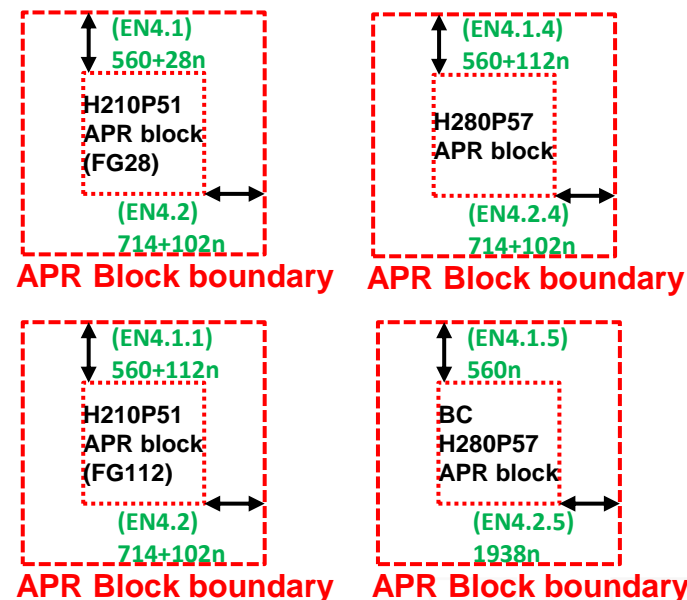 (EN4.1)
560+28n
H210P51
APR block
(FG28)
(EN4.2)
714+102n
APR Block boundary
(EN4.1.4)
560+112n
H280P57
APR block
(EN4.2.4)
714+102n
APR Block boundary
(EN4.1.1)
560+112n
H210P51
APR block
(FG112)
(EN4.2)
714+102n
APR Block boundary
(EN4.1.5)
560n
BC
H280P57
APR block
(EN4.2.5)
1938n
APR Block boundary